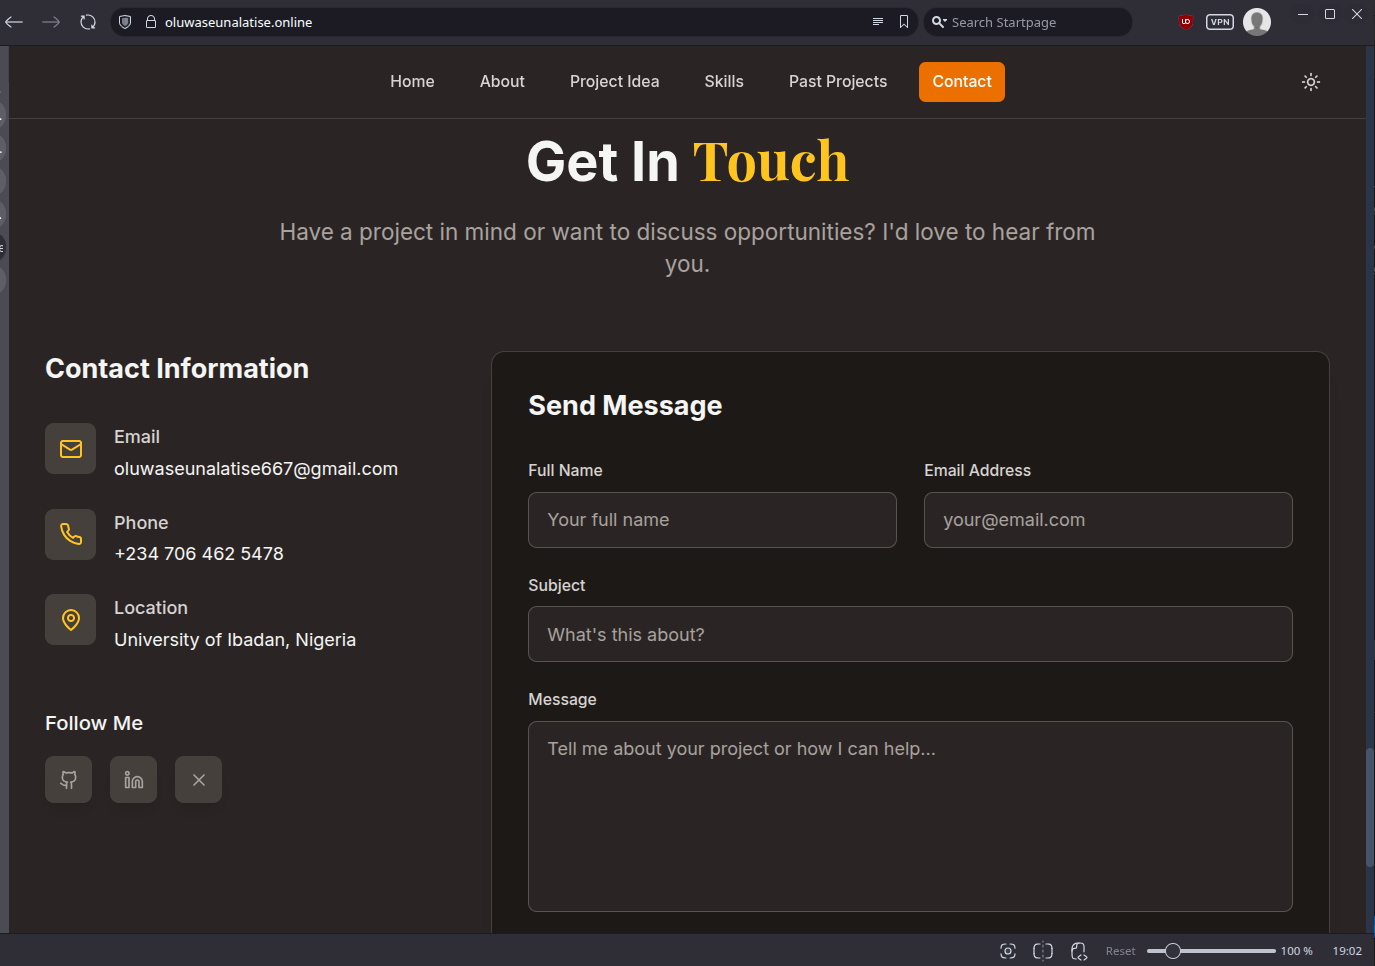 oluwaseunalatise.online
Search Startpage
VPN
Home
About
Project Idea
Skills
Past Projects
Contact
Get In Touch
Have a project in mind or want to discuss opportunities? I'd love to hear from
you.
Contact Information
Email
oluwaseunalatise667@gmail.com
Phone
+234 706 462 5478
Location
University of Ibadan, Nigeria
Follow Me
Send Message
Full Name
Your full name
Email Address
your@email.com
Subject
What's this about?
Message
Tell me about your project or how I can help...
Reset
100 %
19:02